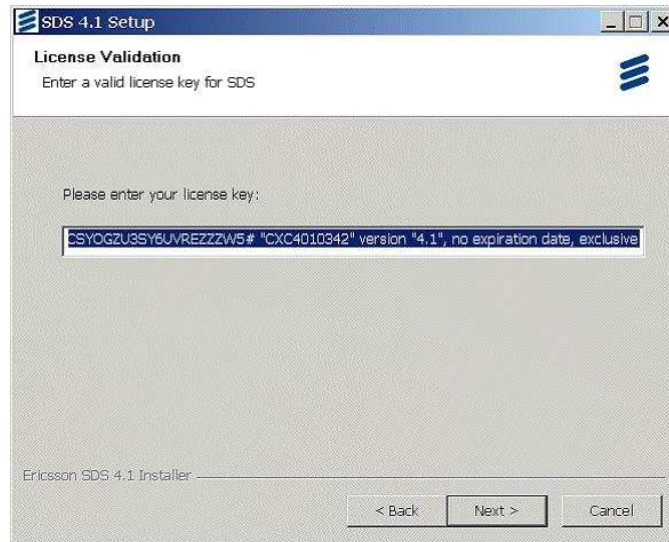 SDS 4.1 Setup
License Validation
Enter a valid license key for SDS
Please enter your license key:
CSYOGZU3SY6UVREZZZW5# "CXC4010342" version "4.1", no expiration date, exclusive
Ericsson SDS 4.1 Installer
< Back Next > Cancel